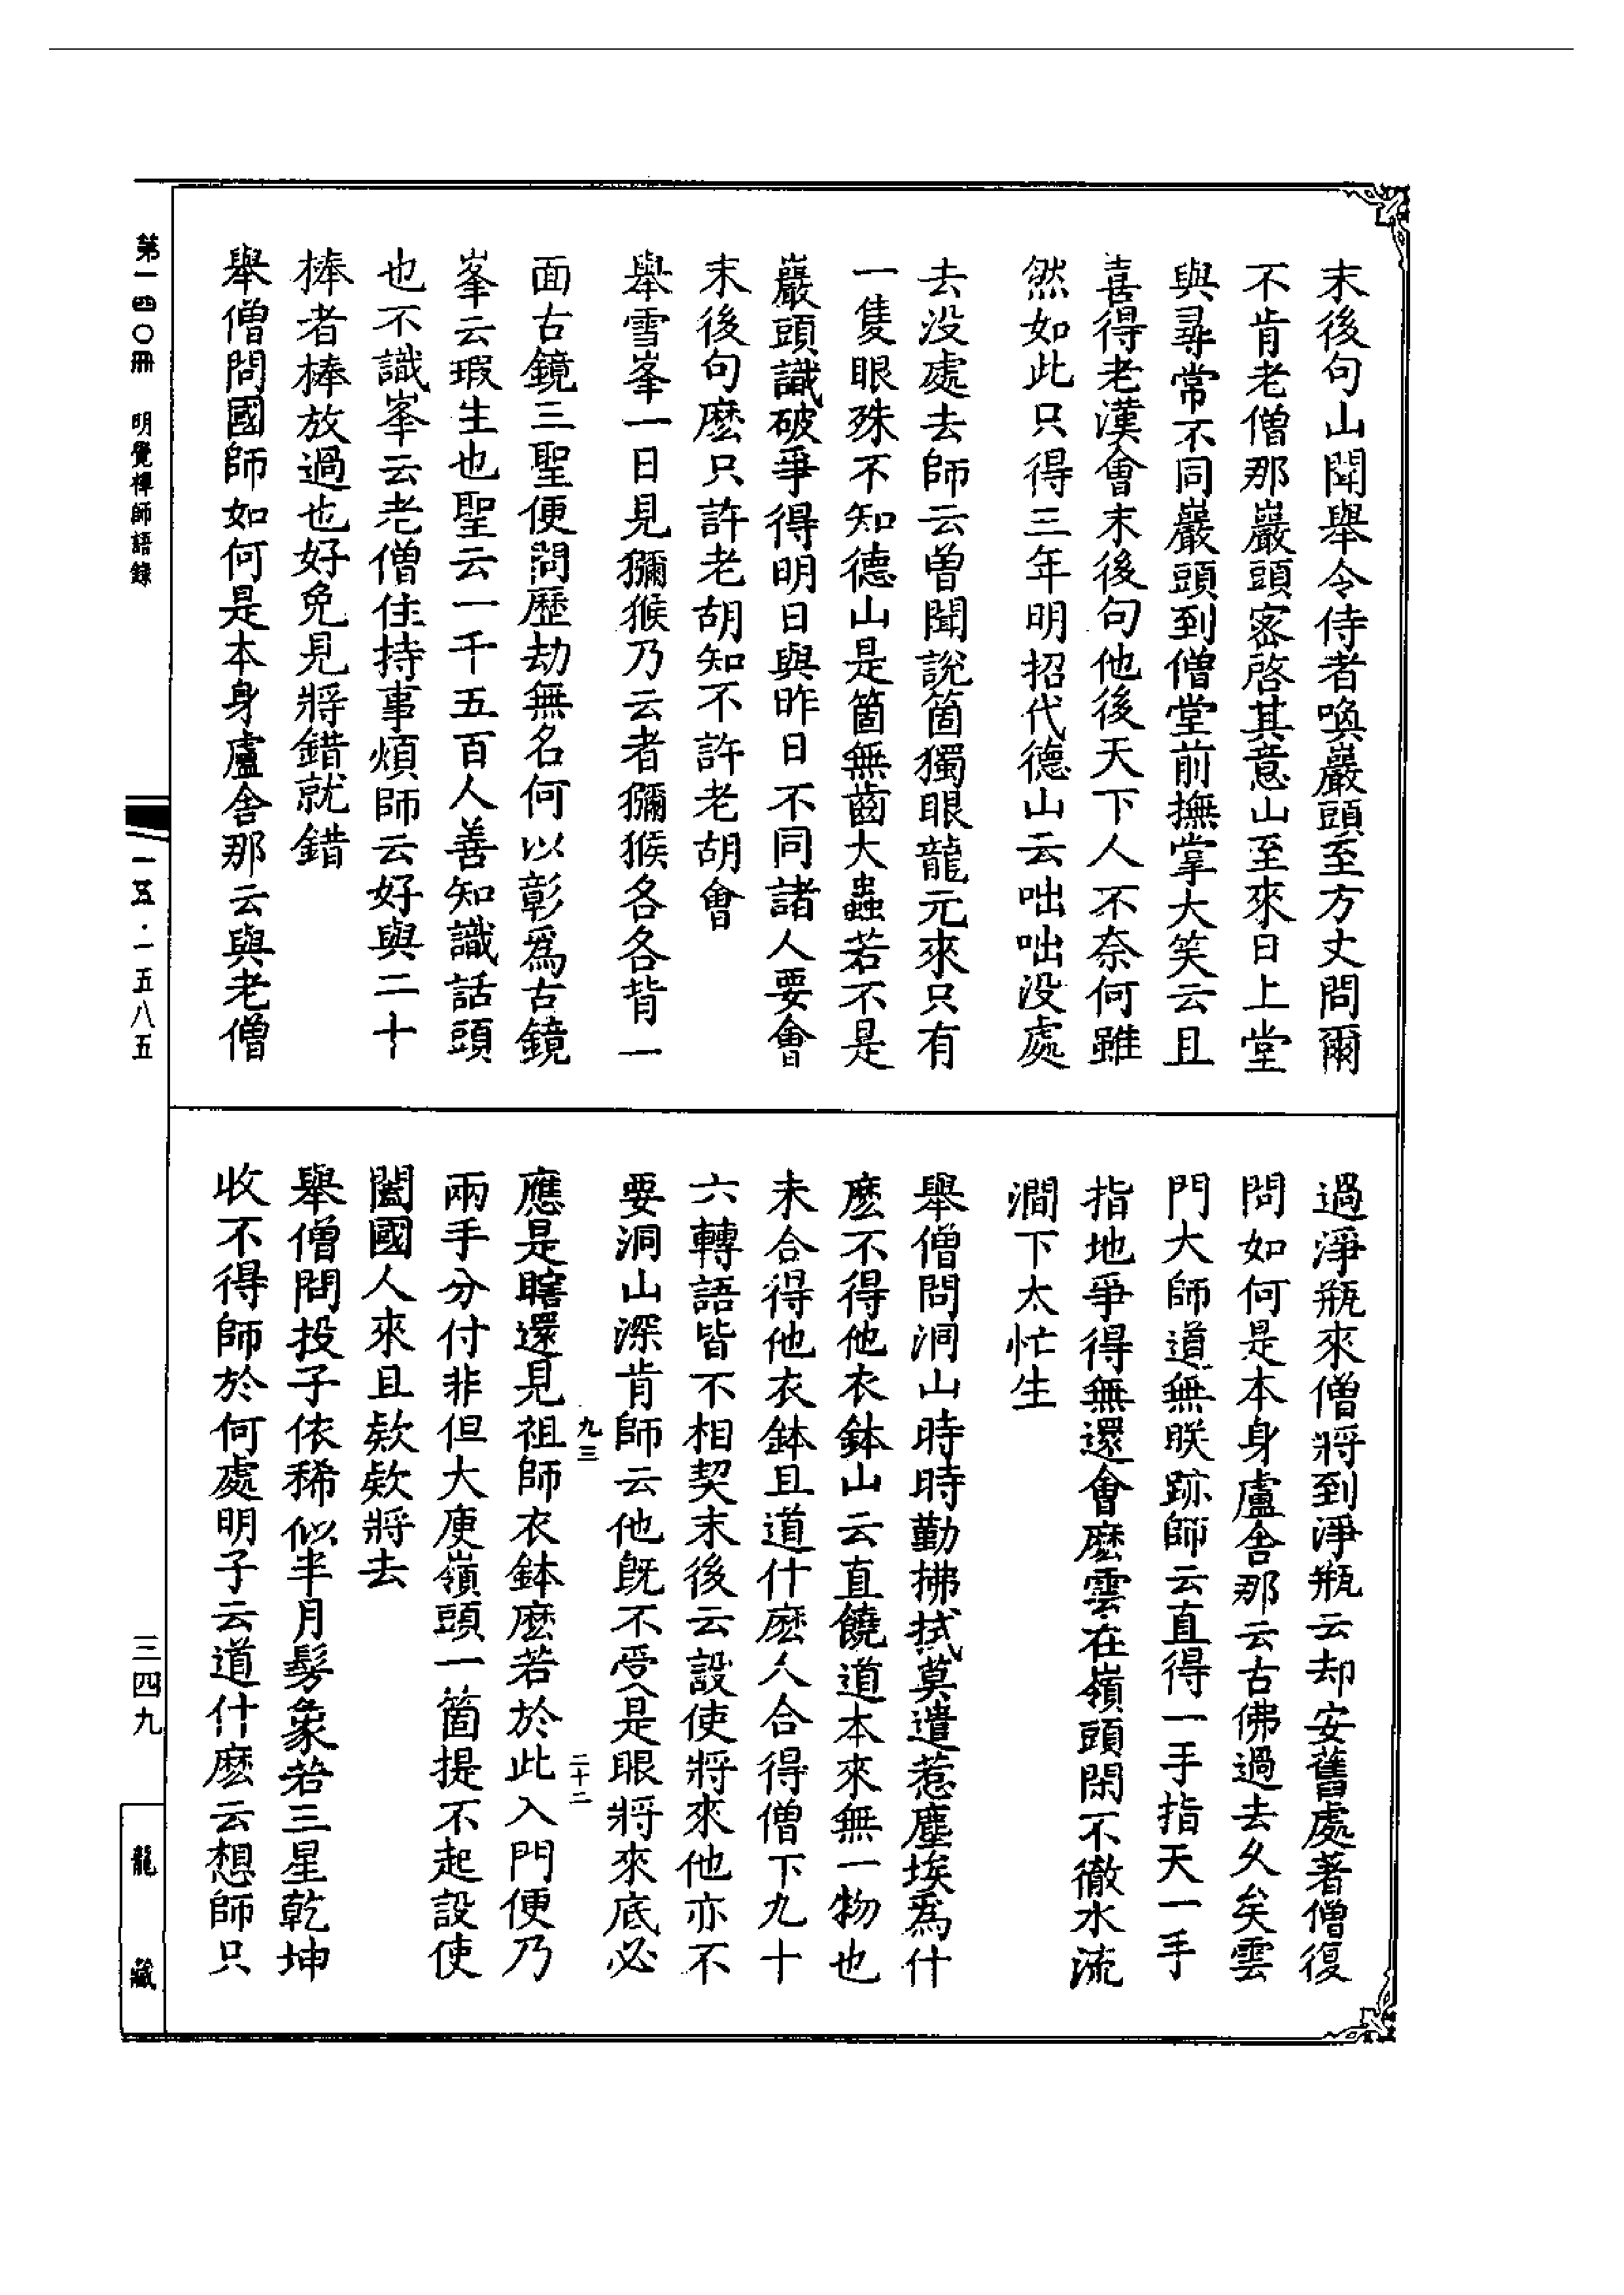 末後句山聞舉令侍者喚巖頭至方丈問爾
不肯老僧那巖頭密啓其意山至來日上堂
與尋常不同巖頭到僧堂前撫掌大笑云且
喜得老漢會末後句他後天下人不奈何雖
然如此只得三年明招代德山云咄咄没處
去没處去師云曾聞說箇獨眼龍元來只有
一隻眼殊不知德山是箇無齒大蟲若不是
巖頭識破爭得明日與昨日不同諸人要會
末後句麽只許老胡知不許老胡會
舉雪峯一日見獼猴乃云者獼猴各各背一
面古鏡三聖便問歷劫無名何以彰爲古鏡
峯云瑕生也聖云一千五百人善知識話頭
也不識峯云老僧住持事煩師云好與二十
捧者棒放過也好免見將錯就錯
舉僧問國師如何是本身盧舍那云與老僧
過淨瓶來僧將到淨瓶云却安舊處著僧復
問如何是本身盧舍那云古佛過去久矣雲
門大師道無朕跡師云直得一手指天一手
指地爭得無還會麽雲在嶺頭閑不徹水流
澗下太忙生
舉僧問洞山時時勤拂拭莫遣惹塵埃爲什
麽不得他衣鉢山云直饒道本來無一物也
未合得他衣鉢且道什麽人合得僧下九十
六轉語皆不相契末後云設使將來他亦不
要洞山深肯師云他旣不受是眼將來底必
應是瞎還見祖師衣鉢麽若於此入門便乃
兩手分付非但大庾嶺頭一箇提不起設使
闔國人來且欵欵將去
舉僧問投子依稀似半月髣象若三星乾坤
收不得師於何處明子云道什麽云想師只
九三
二十二
第一四〇冊 明覺禪師語錄
一五五·一五八五
三四九
龍藏